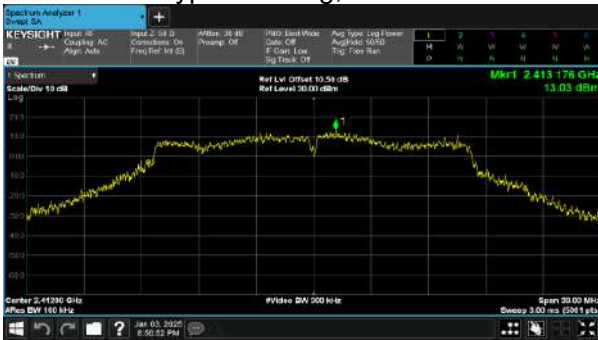 Spectrum Analyzer 1
Swept SA
KEYSIGHT Input: RF
Coupling: AC
Align: Auto
Input Z: 50 Ω
Corrections: On
Freq Ref: Int (S)
Atten: 30 dB
Preamp: Off
PNO: Best Wide
Gate: Off
IF Gain: Low
Sig Track: Off
Avg Type: Log-Power
Avg|Hold: 50/50
Trig: Free Run
1 Spectrum
Scale/Div 10 dB
Log
Ref Lvl Offset 10.50 dB
Ref Level 30.00 dBm
Mkr1 2.413 176 GHz
13.03 dBm
1
Center 2.41200 GHz
#Res BW 100 kHz
#Video BW 300 kHz
Span 30.00 MHz
Sweep 3.00 ms (5001 pts)
Jan 03, 2025
6:50:52 PM